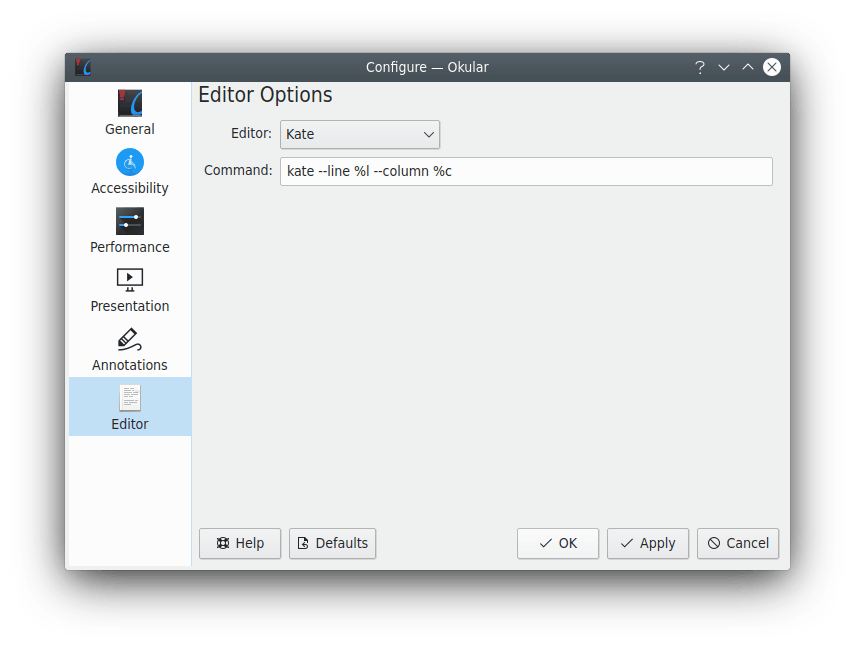 Configure — Okular
General
Accessibility
Performance
Presentation
Annotations
Editor
Editor Options
Editor: Kate
Command: kate --line %l --column %c
Help Defaults OK Apply Cancel